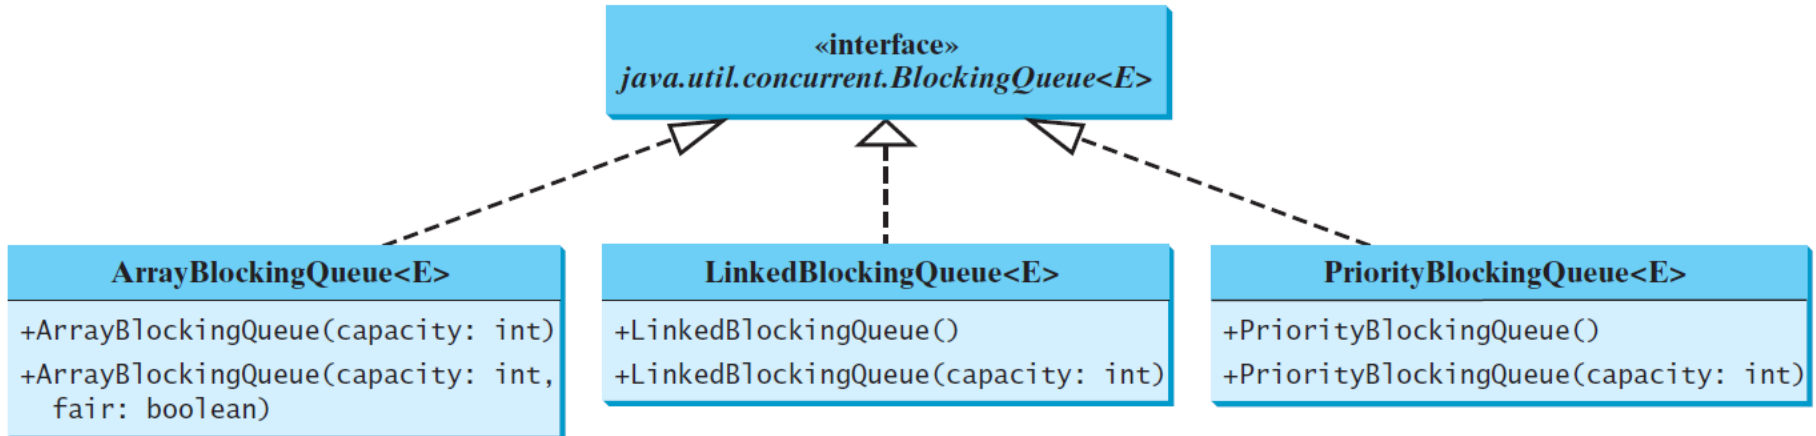 «interface»
java.util.concurrent.BlockingQueue<E>
ArrayBlockingQueue<E>
+ArrayBlockingQueue(capacity: int)
+ArrayBlockingQueue(capacity: int,
fair: boolean)
LinkedBlockingQueue<E>
+LinkedBlockingQueue()
+LinkedBlockingQueue(capacity: int)
PriorityBlockingQueue<E>
+PriorityBlockingQueue()
+PriorityBlockingQueue(capacity: int)